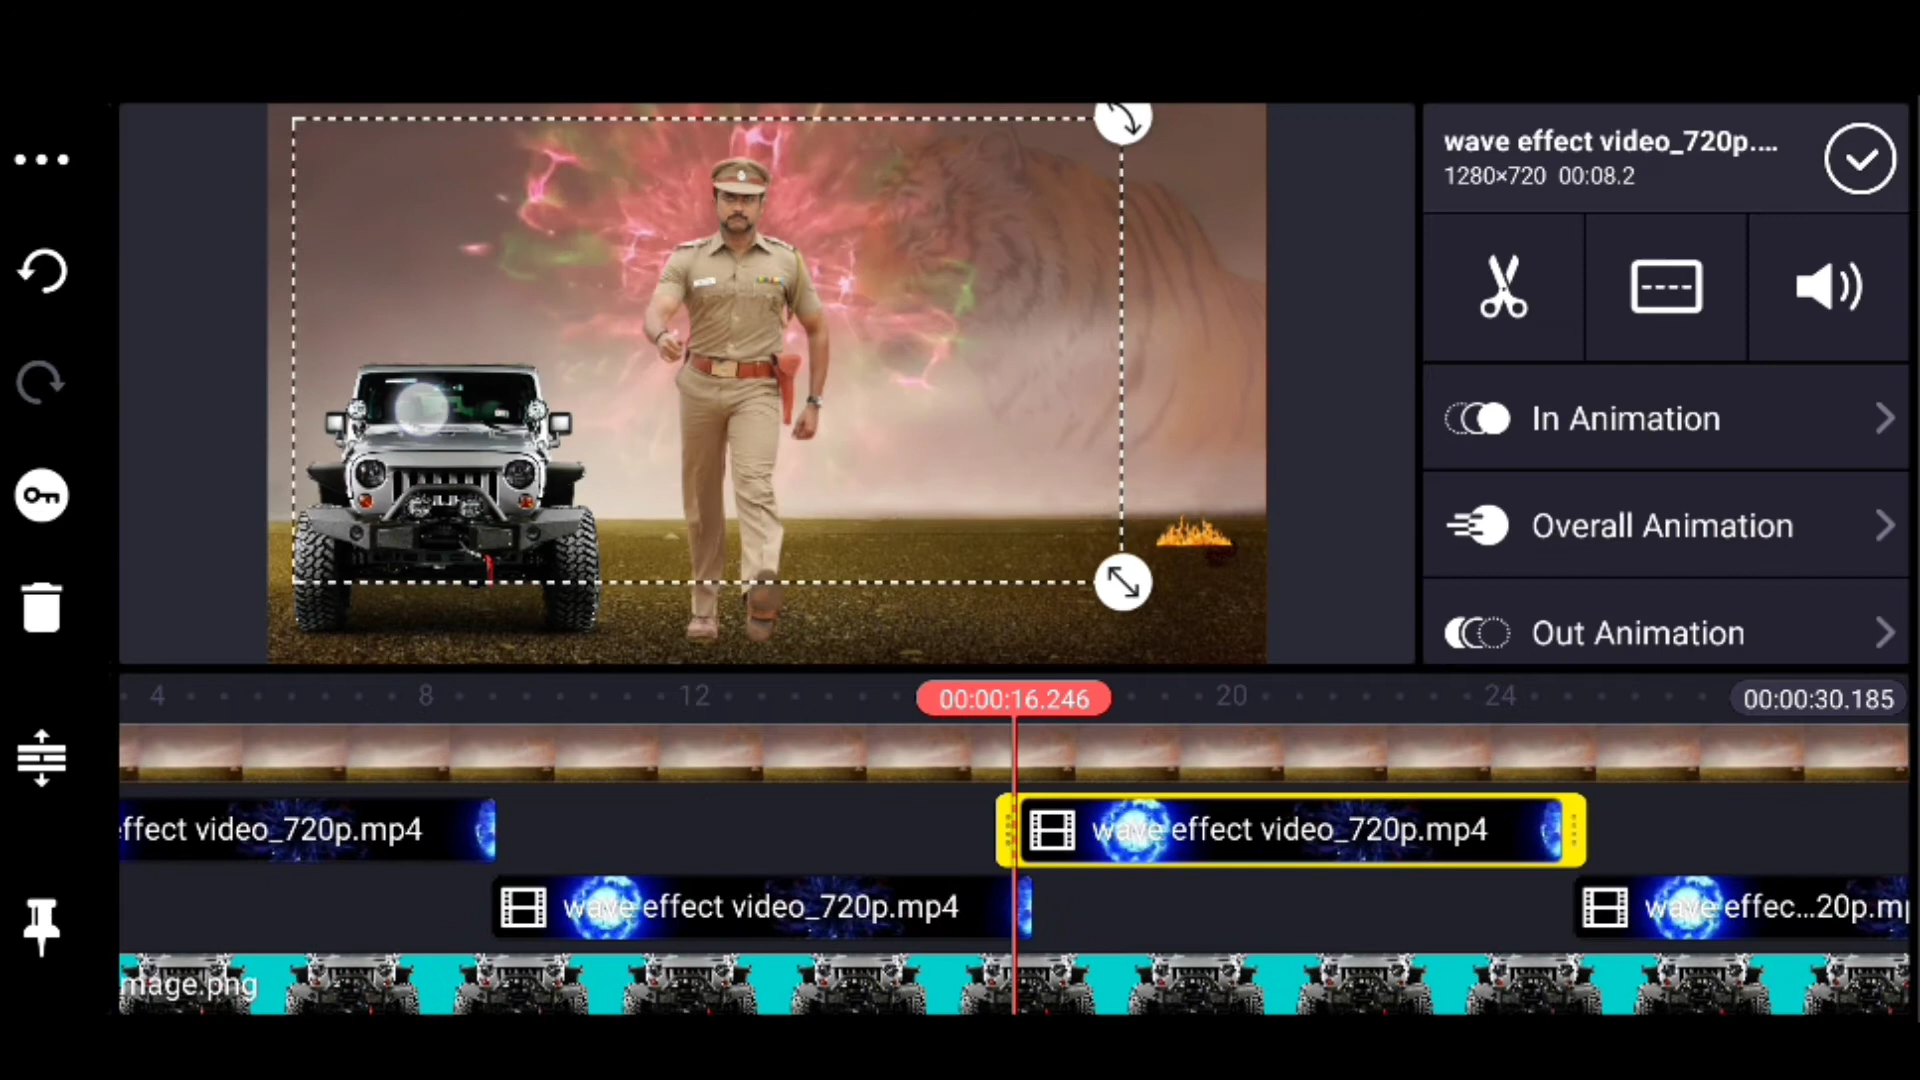 wave effect video_720p....
1280×720 00:08.2
In Animation
Overall Animation
Out Animation
4 8 12 00:00:16.246 20 24 00:00:30.185
effect video_720p.mp4
wave effect video_720p.mp4
wave effect video_720p.mp4
wave effec...20p.mp
mage.png